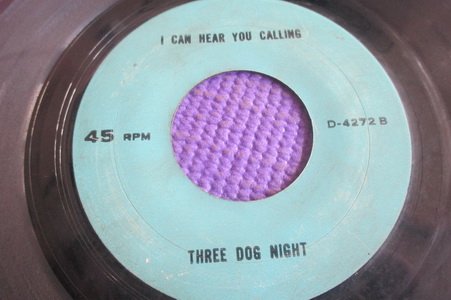 I CAN HEAR YOU CALLING
45 RPM
D-4272 B
THREE DOG NIGHT